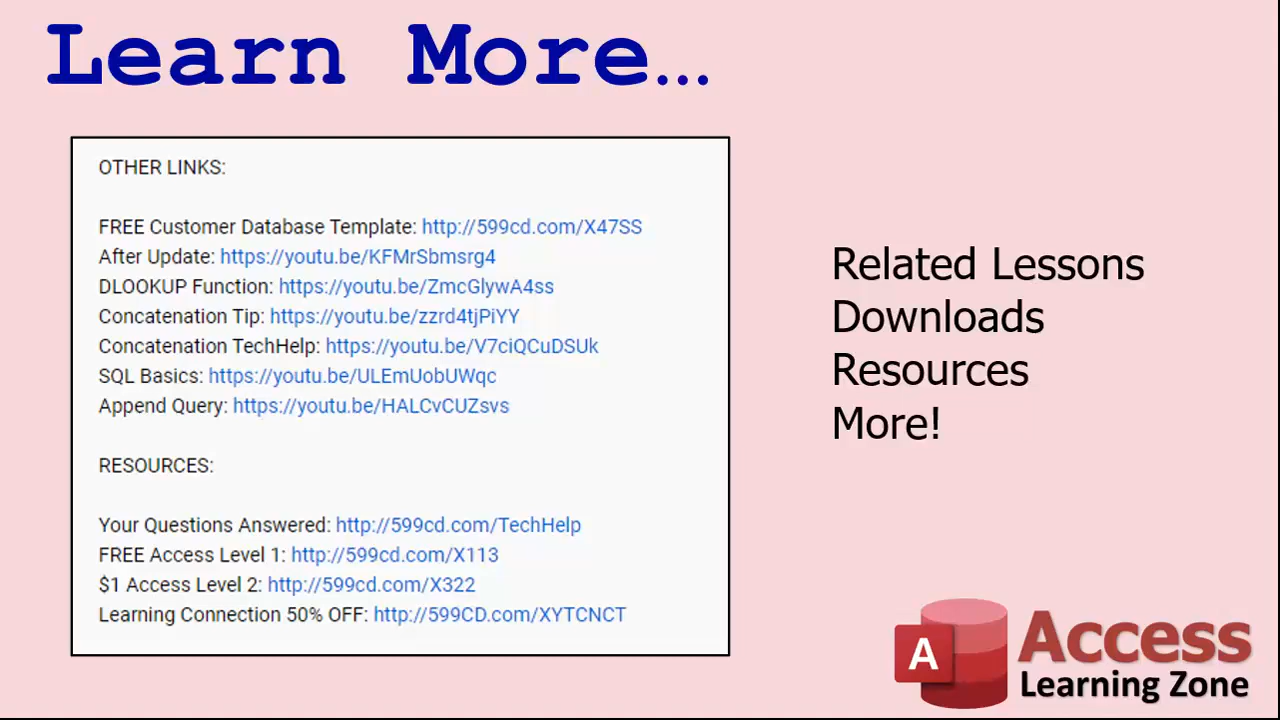 Learn More...
OTHER LINKS:
FREE Customer Database Template: http://599cd.com/X47SS
After Update: https://youtu.be/KFMrSbmsrg4
DLOOKUP Function: https://youtu.be/ZmcGlywA4ss
Concatenation Tip: https://youtu.be/zzrd4tjPiYY
Concatenation TechHelp: https://youtu.be/V7ciQCuDSUk
SQL Basics: https://youtu.be/ULEmUobUWqc
Append Query: https://youtu.be/HALCvCUZsvs
RESOURCES:
Your Questions Answered: http://599cd.com/TechHelp
FREE Access Level 1: http://599cd.com/X113
$1 Access Level 2: http://599cd.com/X322
Learning Connection 50% OFF: http://599CD.com/XYTCNCT
Related Lessons
Downloads
Resources
More!
A
Access
Learning Zone